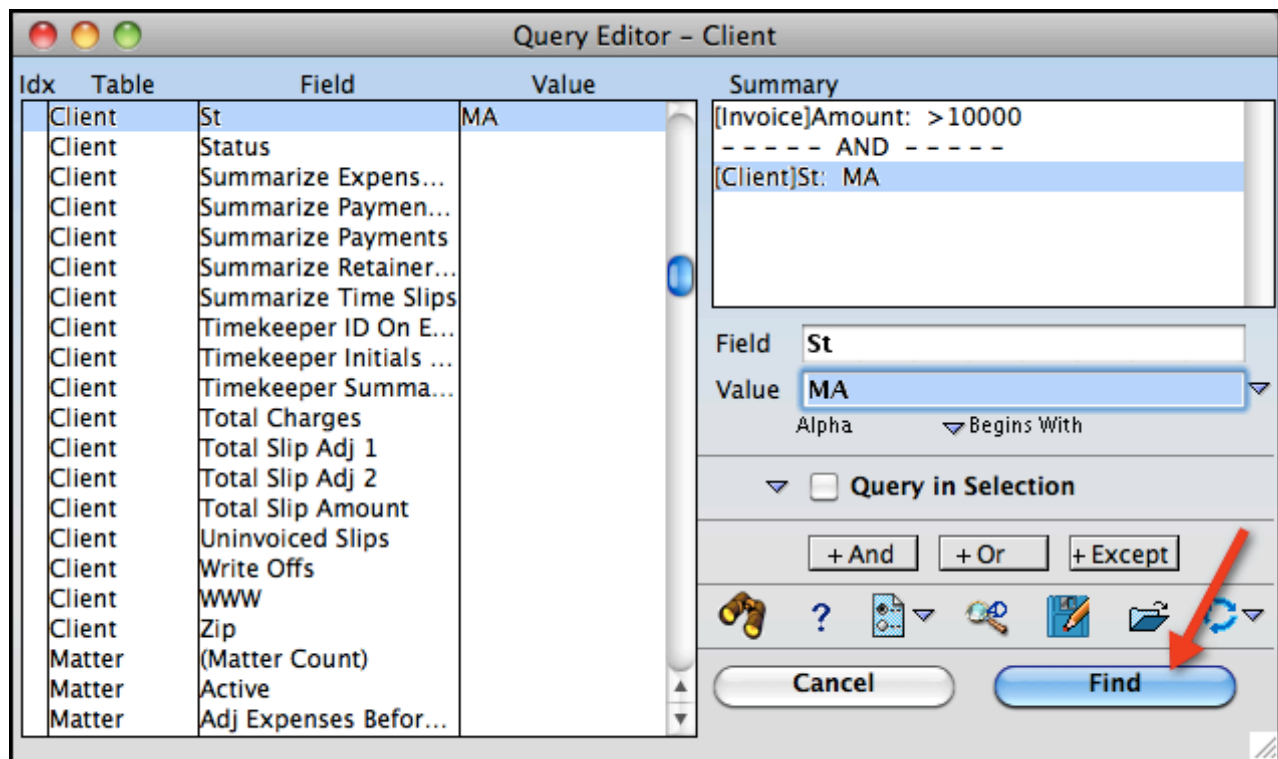 Query Editor – Client
Idx Table Field Value
Client St MA
Client Status
Client Summarize Expens...
Client Summarize Paymen...
Client Summarize Payments
Client Summarize Retainer...
Client Summarize Time Slips
Client Timekeeper ID On E...
Client Timekeeper Initials ...
Client Timekeeper Summa...
Client Total Charges
Client Total Slip Adj 1
Client Total Slip Adj 2
Client Total Slip Amount
Client Uninvoiced Slips
Client Write Offs
Client WWW
Client Zip
Matter (Matter Count)
Matter Active
Matter Adj Expenses Befor...
Summary
[Invoice]Amount: >10000
- - - - - AND - - - - -
[Client]St: MA
Field St
Value MA
Alpha Begins With
Query in Selection
+ And + Or + Except
?
Cancel Find